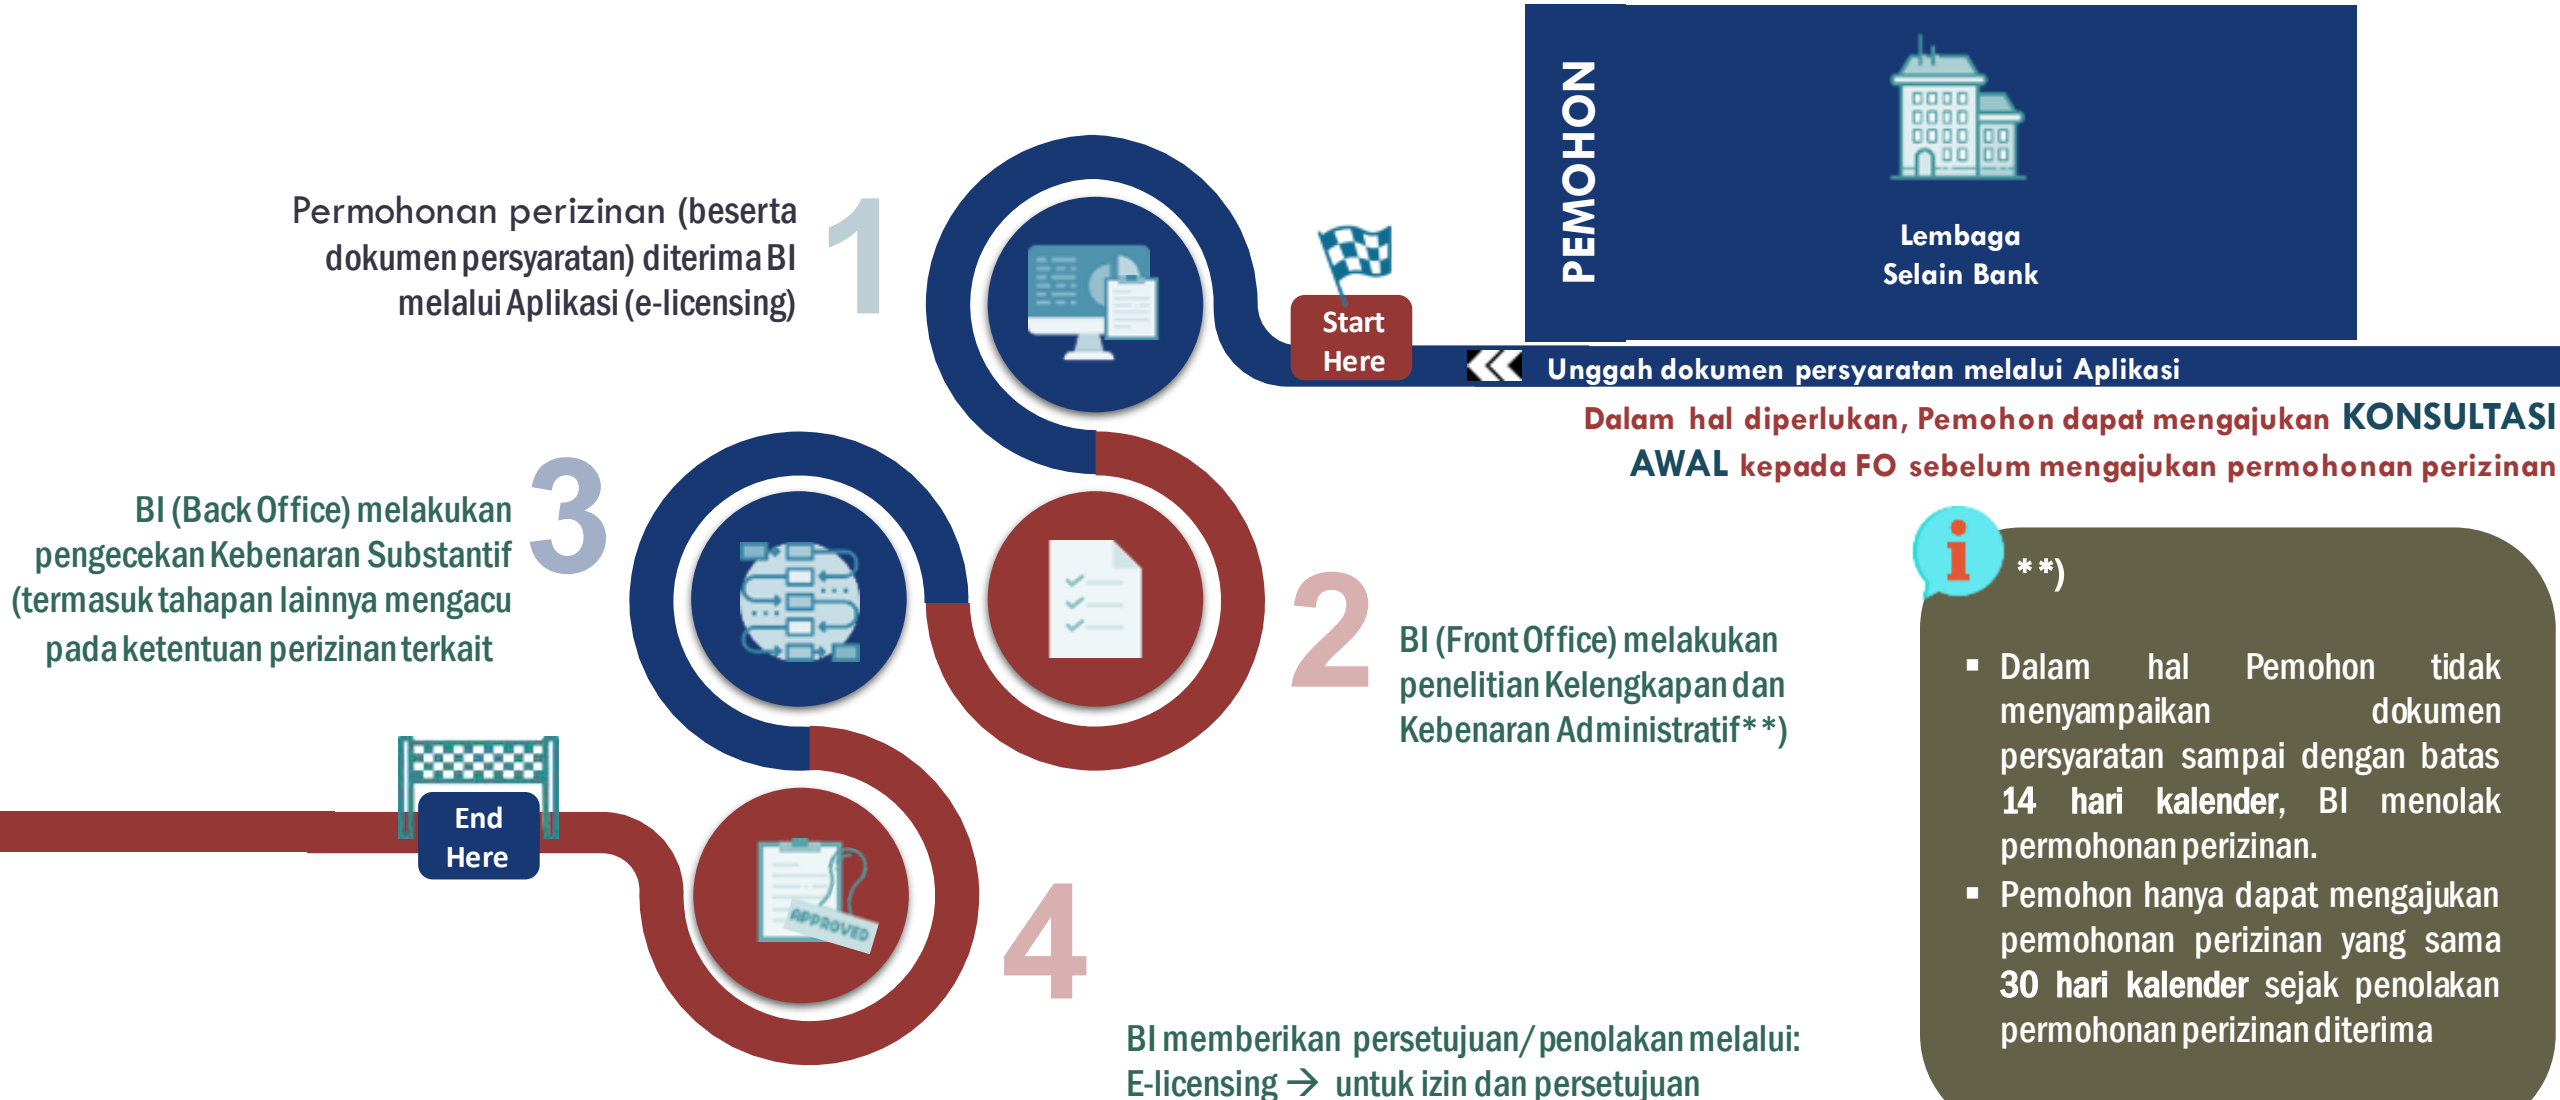 PEMOHON
Lembaga
Selain Bank
Start
Here
Unggah dokumen persyaratan melalui Aplikasi
Dalam hal diperlukan, Pemohon dapat mengajukan KONSULTASI
AWAL kepada FO sebelum mengajukan permohonan perizinan
1
Permohonan perizinan (beserta
dokumen persyaratan) diterima BI
melalui Aplikasi (e-licensing)
2
BI (Front Office) melakukan
penelitian Kelengkapan dan
Kebenaran Administratif**)
3
BI (Back Office) melakukan
pengecekan Kebenaran Substantif
(termasuk tahapan lainnya mengacu
pada ketentuan perizinan terkait
4
APPROVED
BI memberikan persetujuan/penolakan melalui:
E-licensing → untuk izin dan persetujuan
End
Here
i
**)
▪ Dalam hal Pemohon tidak
menyampaikan dokumen
persyaratan sampai dengan batas
14 hari kalender, BI menolak
permohonan perizinan.
▪ Pemohon hanya dapat mengajukan
permohonan perizinan yang sama
30 hari kalender sejak penolakan
permohonan perizinan diterima